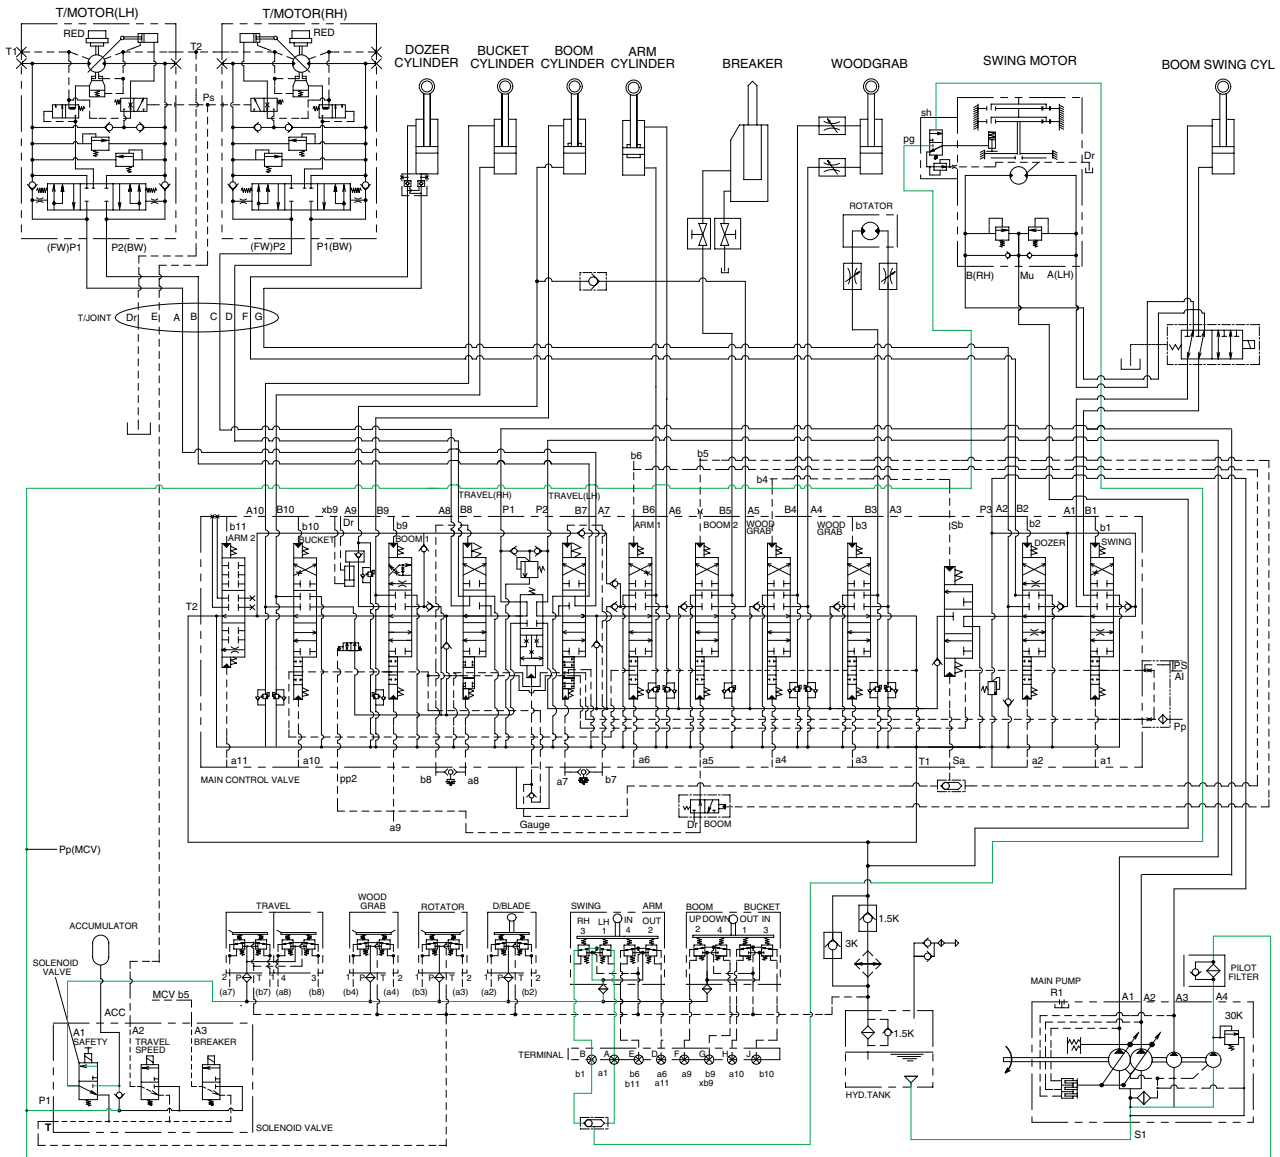 T/MOTOR(LH)
T/MOTOR(RH)
RED
RED
T1
T2
Ps
DOZER
CYLINDER
BUCKET
CYLINDER
BOOM
CYLINDER
ARM
CYLINDER
BREAKER
WOODGRAB
SWING MOTOR
BOOM SWING CYL
sh
pg
Dr
ROTATOR
(FW)P1
P2(BW)
(FW)P2
P1(BW)
B(RH)
Mu
A(LH)
T/JOINT
Dr E A B C D F G
b6
b5
b4
TRAVEL(RH)
TRAVEL(LH)
A10 B10 xb9 A9 B9 A8 B8 P1 P2 B7 A7 B6 A6 B5 A5 B4 A4 B3 A3 Sb P3 A2 B2 A1 B1
Dr
b11
ARM 2
b10
BUCKET
b9
BOOM 1
ARM 1
BOOM 2
WOOD
GRAB
WOOD
GRAB
b3
b2
DOZER
b1
SWING
T2
PS
AI
Pp
a11 a10 pp2 b8 a8 a7 b7 a6 a5 a4 a3 T1 Sa a2 a1
MAIN CONTROL VALVE
a9
Gauge
Dr BOOM
Pp(MCV)
ACCUMULATOR
SOLENOID
VALVE
MCV b5
ACC
A1
SAFETY
A2
TRAVEL
SPEED
A3
BREAKER
P1
T
SOLENOID VALVE
TRAVEL
2 P T 4 3
(a7) (b7) (a8) (b8)
WOOD
GRAB
1 P T 2
(b4) (a4)
ROTATOR
1 P T 2
(b3) (a3)
D/BLADE
P T 2
(a2) (b2)
SWING
ARM
RH LH IN OUT
3 1 4 2
BOOM
BUCKET
UP DOWN OUT IN
2 4 1 3
TERMINAL
B A E D F G H J
b1 a1 b6 a6 a9 b9 a10 b10
b11 a11 xb9
1.5K
3K
1.5K
HYD.TANK
MAIN PUMP
R1
A1 A2 A3 A4
PILOT
FILTER
30K
S1